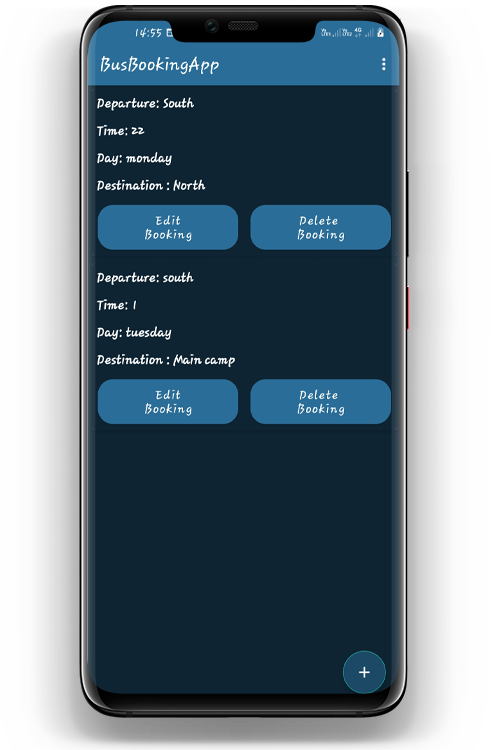 14:55
BusBookingApp
Departure: South
Time: 22
Day: monday
Destination : North
Edit
Booking
Delete
Booking
Departure: south
Time: 1
Day: tuesday
Destination : Main camp
Edit
Booking
Delete
Booking
+